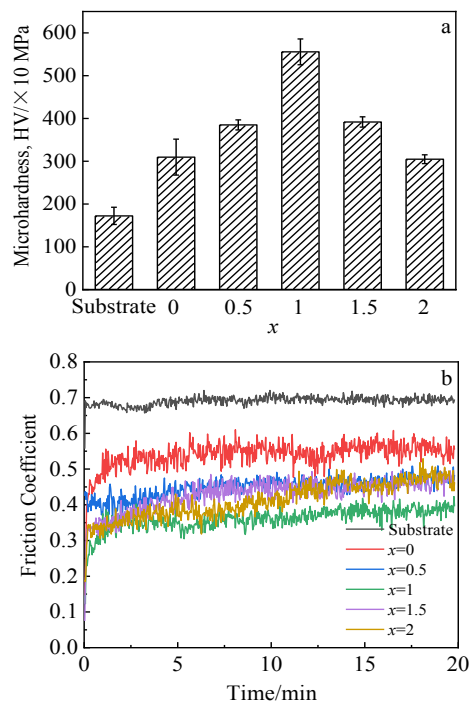 a
Microhardness, HV/×10 MPa
600
500
400
300
200
100
0
Substrate 0 0.5 1 1.5 2
x
b
Friction Coefficient
0.8
0.7
0.6
0.5
0.4
0.3
0.2
0.1
0.0
Substrate
x=0
x=0.5
x=1
x=1.5
x=2
0 5 10 15 20
Time/min